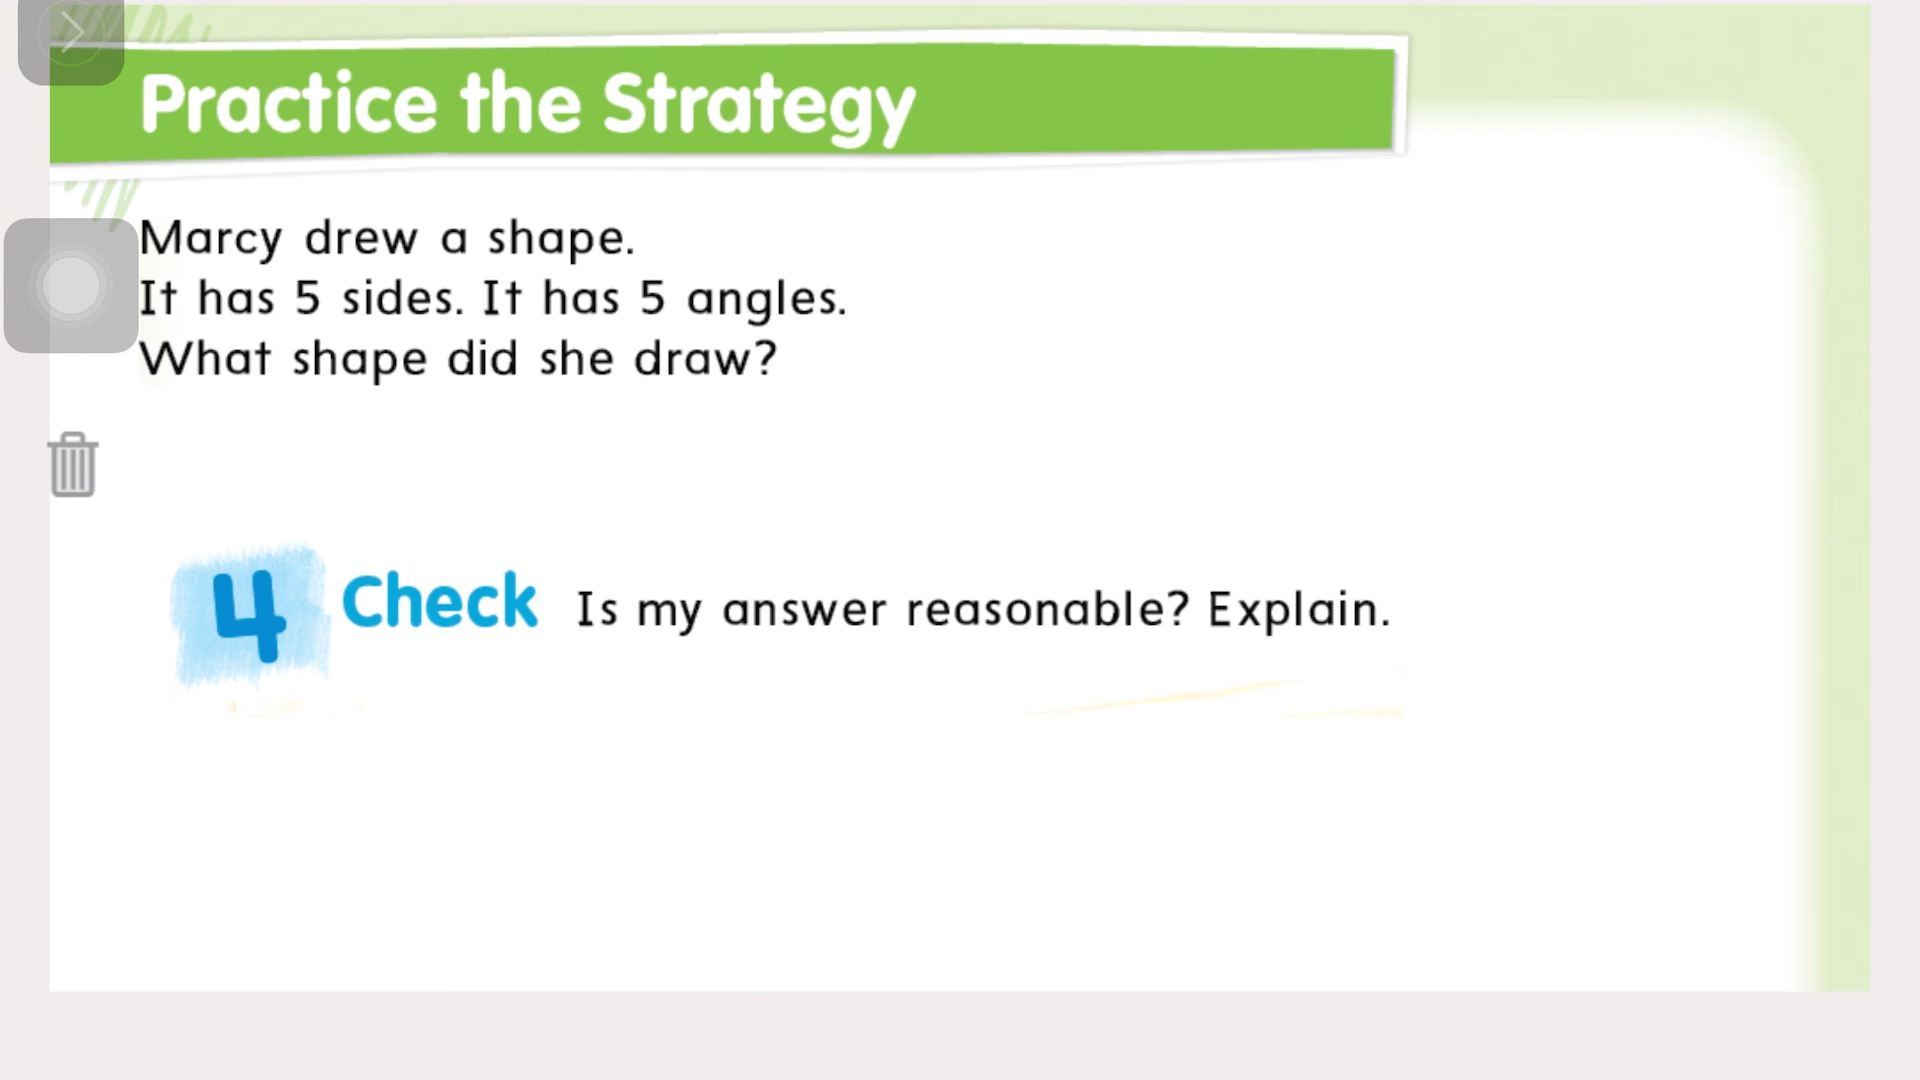 Practice the Strategy
Marcy drew a shape.
It has 5 sides. It has 5 angles.
What shape did she draw?
4 Check Is my answer reasonable? Explain.